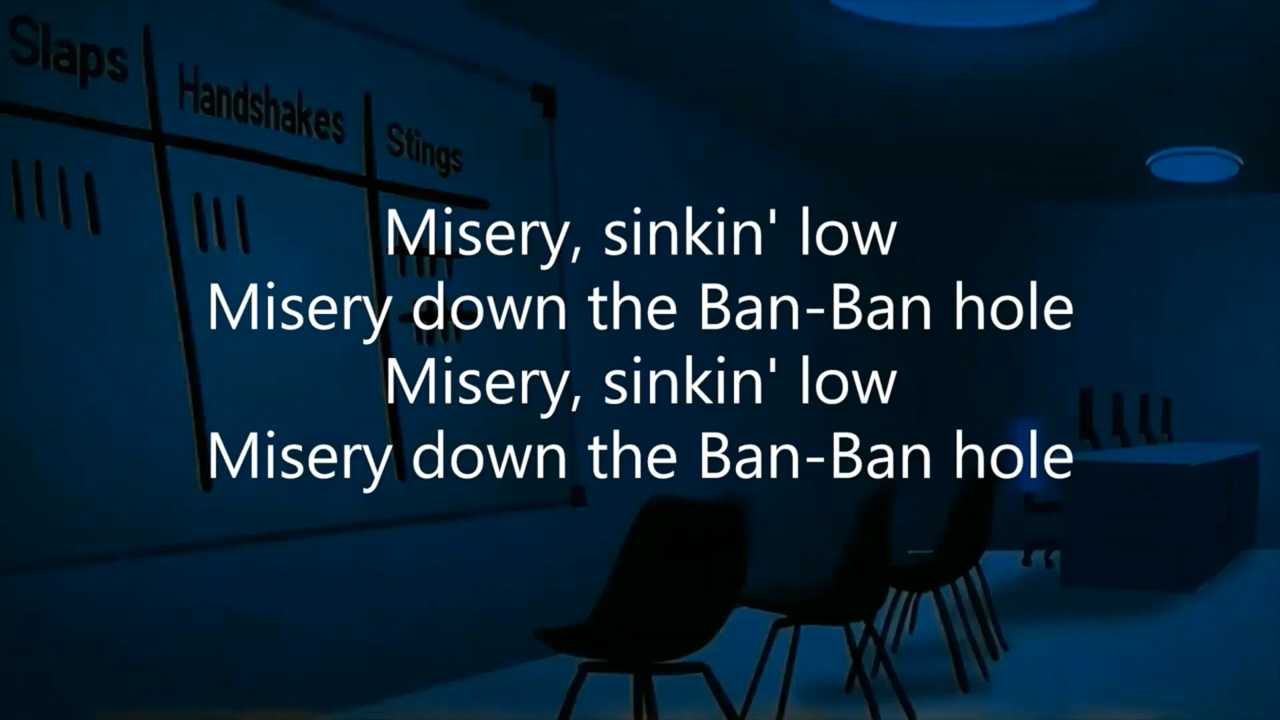 Slaps
Handshakes
Stings
Misery, sinkin' low
Misery down the Ban-Ban hole
Misery, sinkin' low
Misery down the Ban-Ban hole